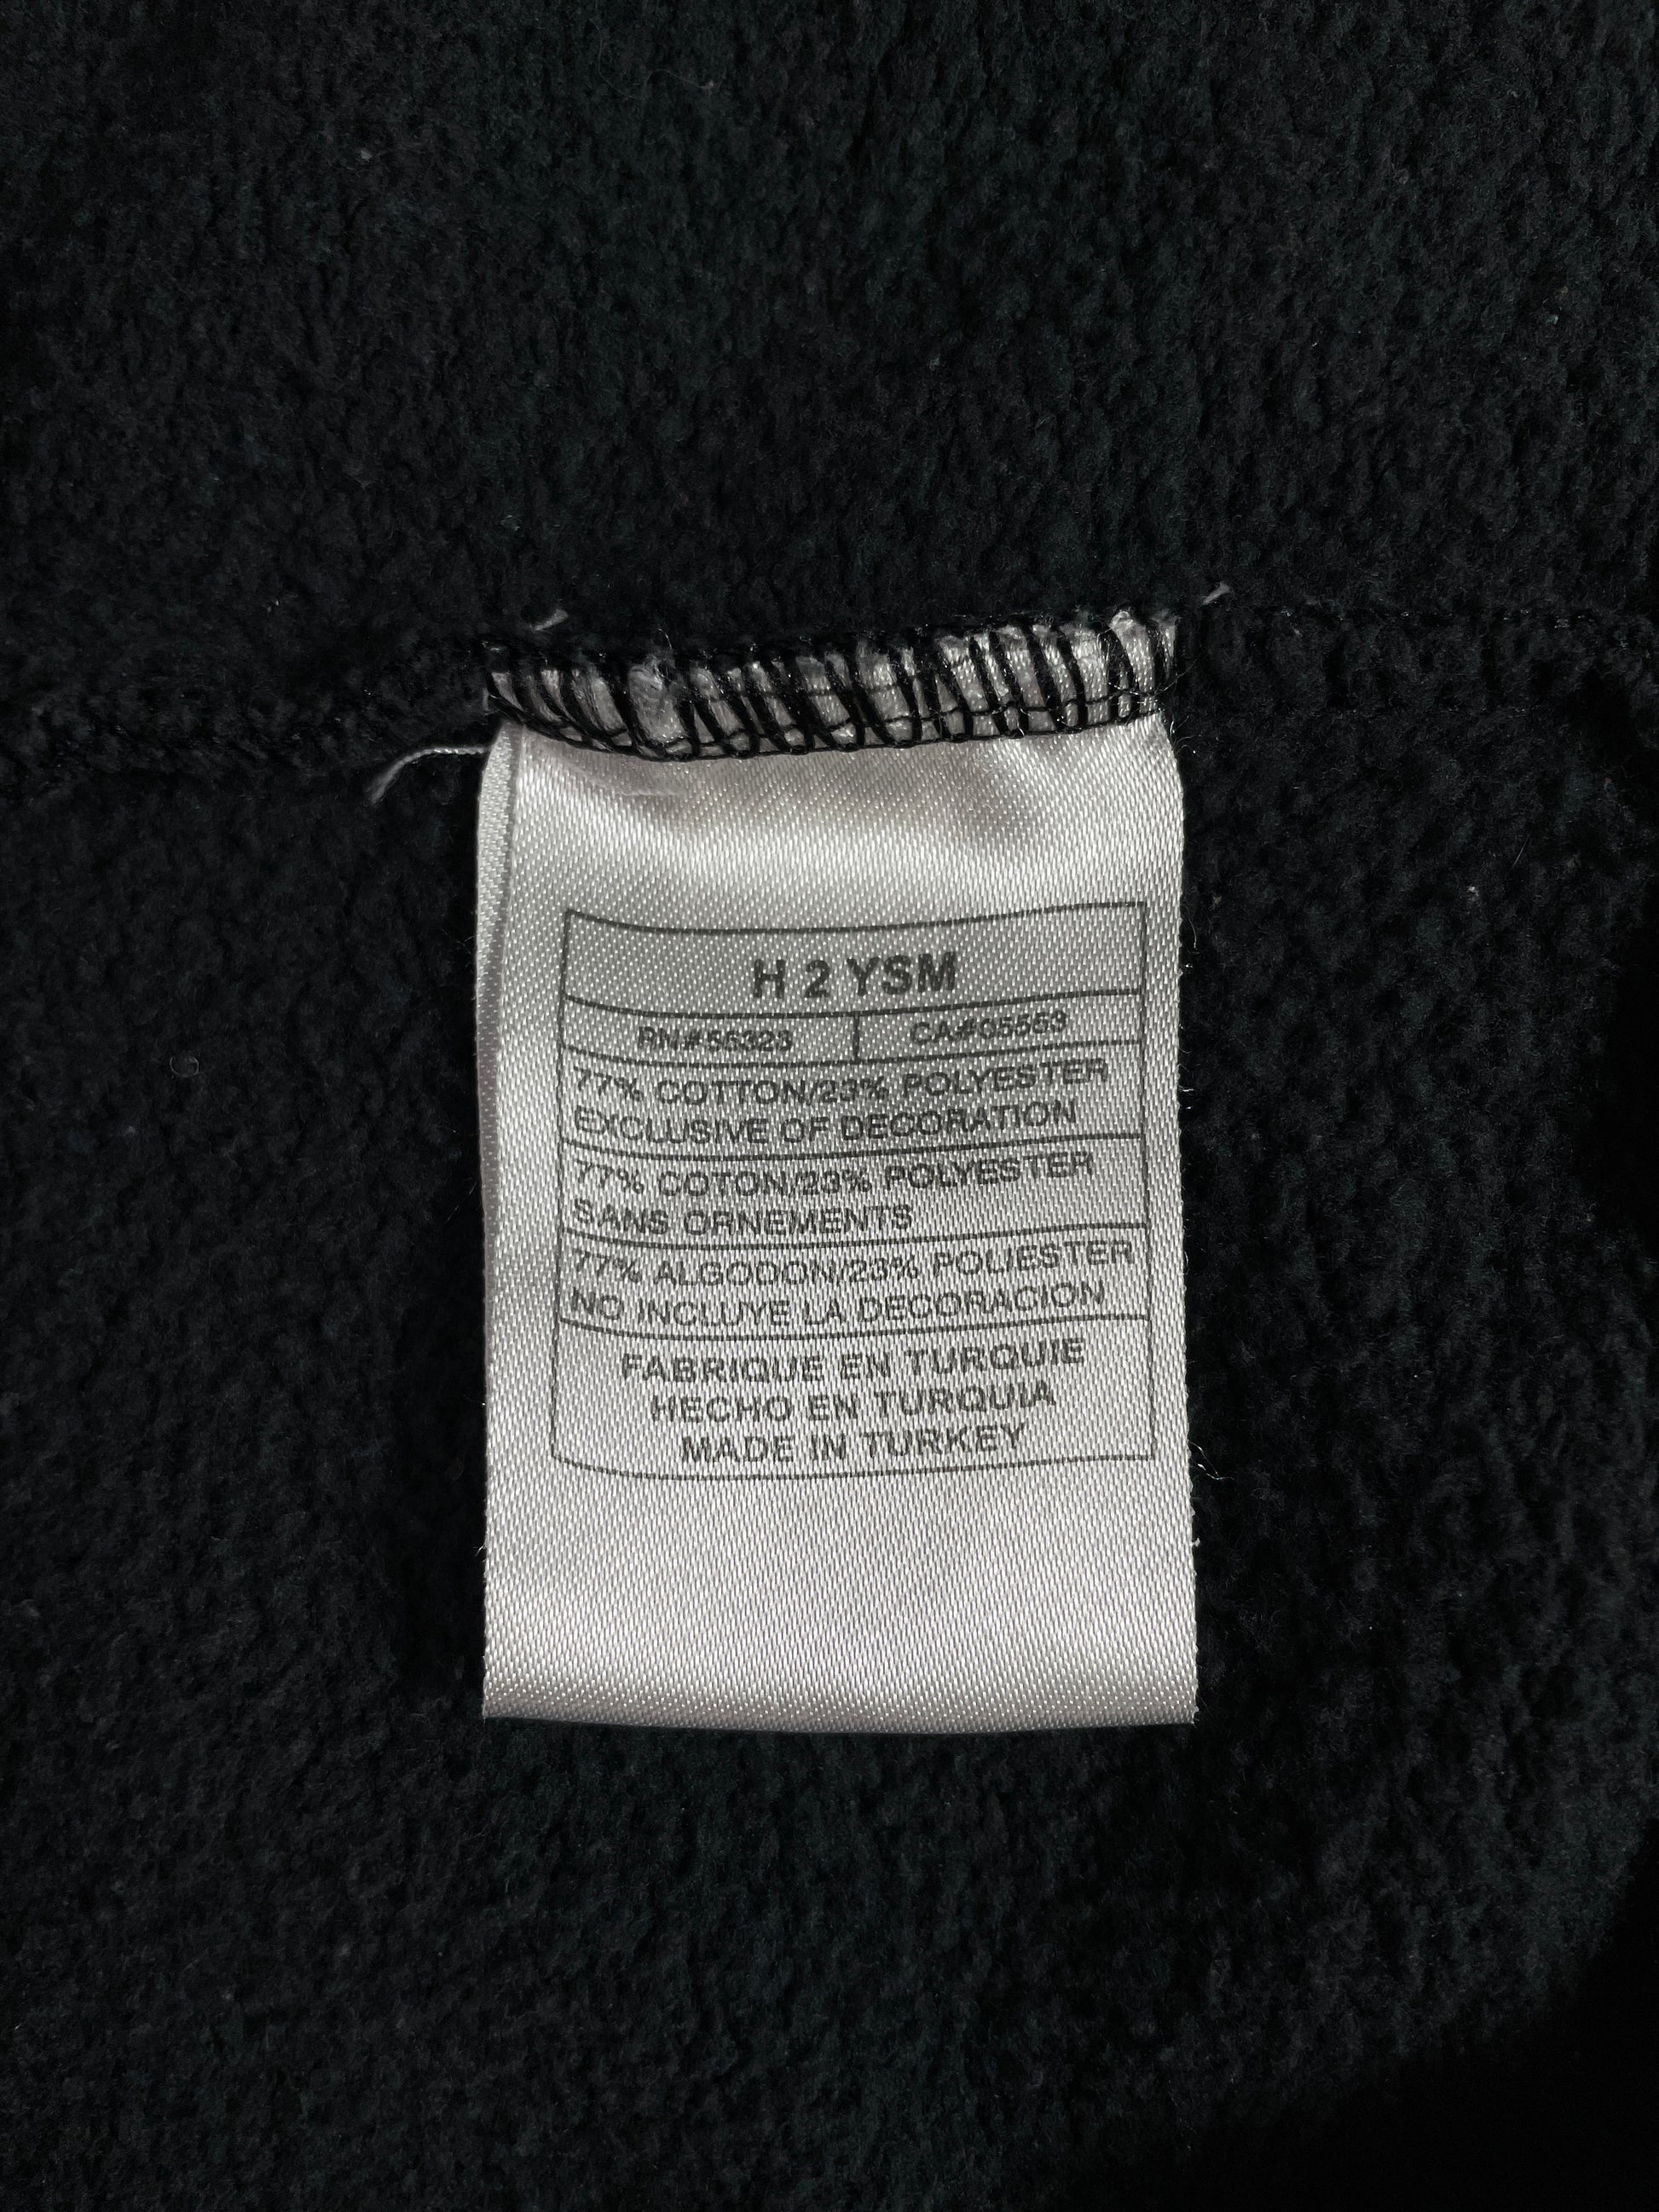 H 2 YSM
RN#56323 CA#05553
77% COTTON/23% POLYESTER
EXCLUSIVE OF DECORATION
77% COTON/23% POLYESTER
SANS ORNEMENTS
77% ALGODON/23% POLIESTER
NO INCLUYE LA DECORACION
FABRIQUE EN TURQUIE
HECHO EN TURQUIA
MADE IN TURKEY